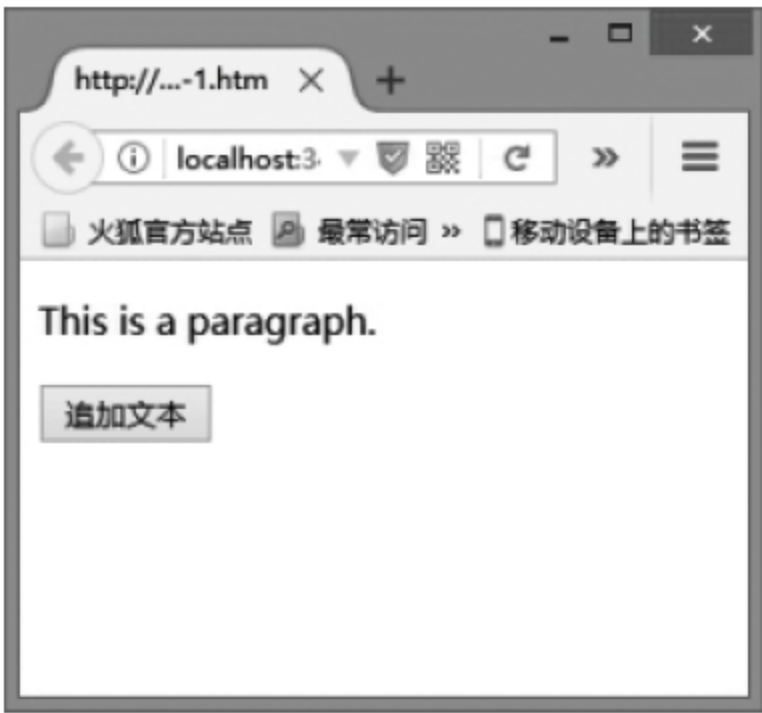 http://...-1.htm
localhost:3
火狐官方站点 最常访问 » 移动设备上的书签
This is a paragraph.
追加文本